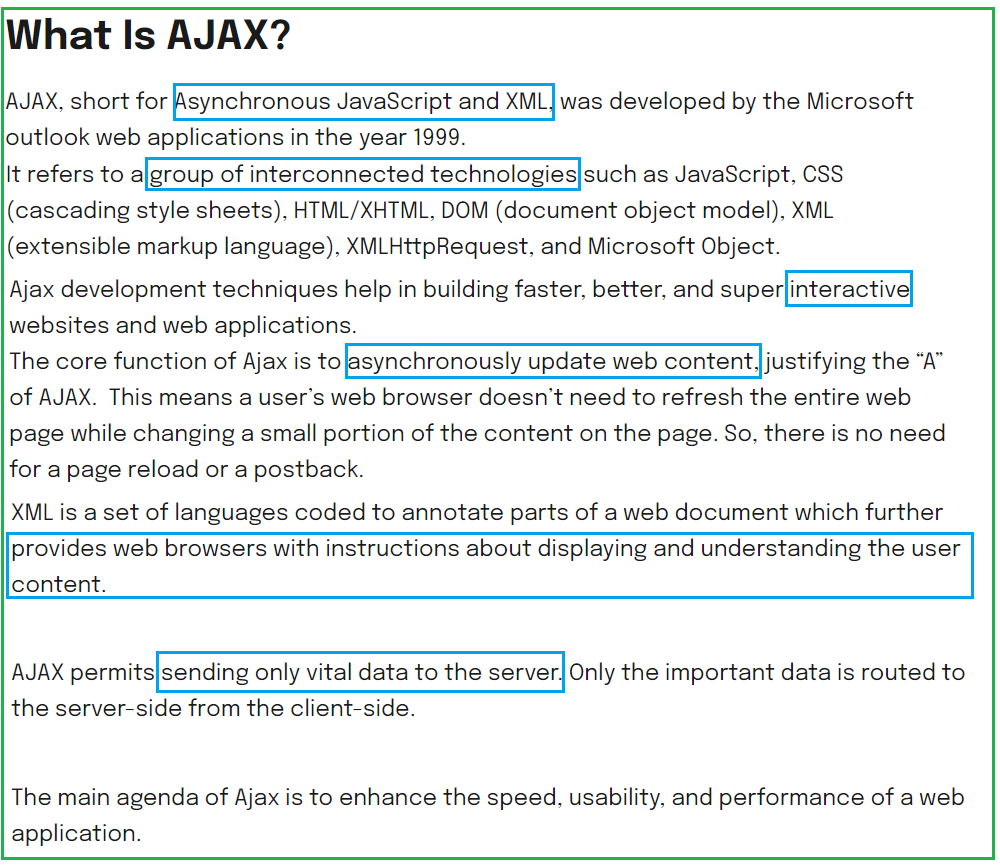 What Is AJAX?
AJAX, short for Asynchronous JavaScript and XML, was developed by the Microsoft
outlook web applications in the year 1999.
It refers to a group of interconnected technologies such as JavaScript, CSS
(cascading style sheets), HTML/XHTML, DOM (document object model), XML
(extensible markup language), XMLHttpRequest, and Microsoft Object.
Ajax development techniques help in building faster, better, and super interactive
websites and web applications.
The core function of Ajax is to asynchronously update web content, justifying the “A”
of AJAX. This means a user’s web browser doesn’t need to refresh the entire web
page while changing a small portion of the content on the page. So, there is no need
for a page reload or a postback.
XML is a set of languages coded to annotate parts of a web document which further
provides web browsers with instructions about displaying and understanding the user
content.
AJAX permits sending only vital data to the server. Only the important data is routed to
the server-side from the client-side.
The main agenda of Ajax is to enhance the speed, usability, and performance of a web
application.